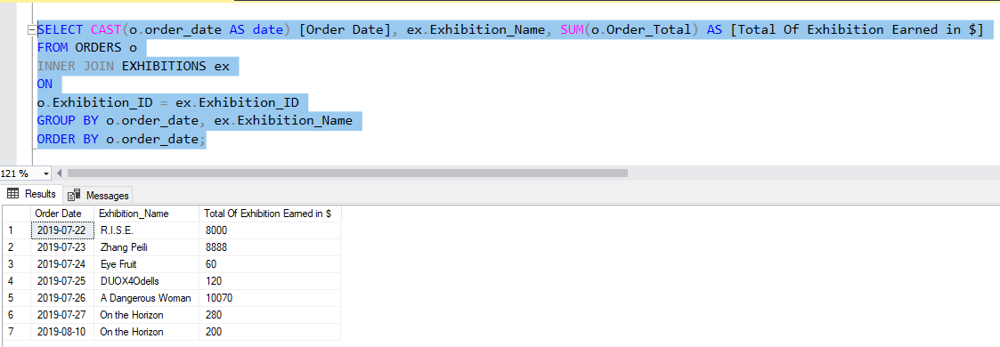 SELECT CAST(o.order_date AS date) [Order Date], ex.Exhibition_Name, SUM(o.Order_Total) AS [Total Of Exhibition Earned in $]
FROM ORDERS o
INNER JOIN EXHIBITIONS ex
ON
o.Exhibition_ID = ex.Exhibition_ID
GROUP BY o.order_date, ex.Exhibition_Name
ORDER BY o.order_date;
121 %
Results Messages
Order Date Exhibition_Name Total Of Exhibition Earned in $
1 2019-07-22 R.I.S.E. 8000
2 2019-07-23 Zhang Peili 8888
3 2019-07-24 Eye Fruit 60
4 2019-07-25 DUOX4Odells 120
5 2019-07-26 A Dangerous Woman 10070
6 2019-07-27 On the Horizon 280
7 2019-08-10 On the Horizon 200